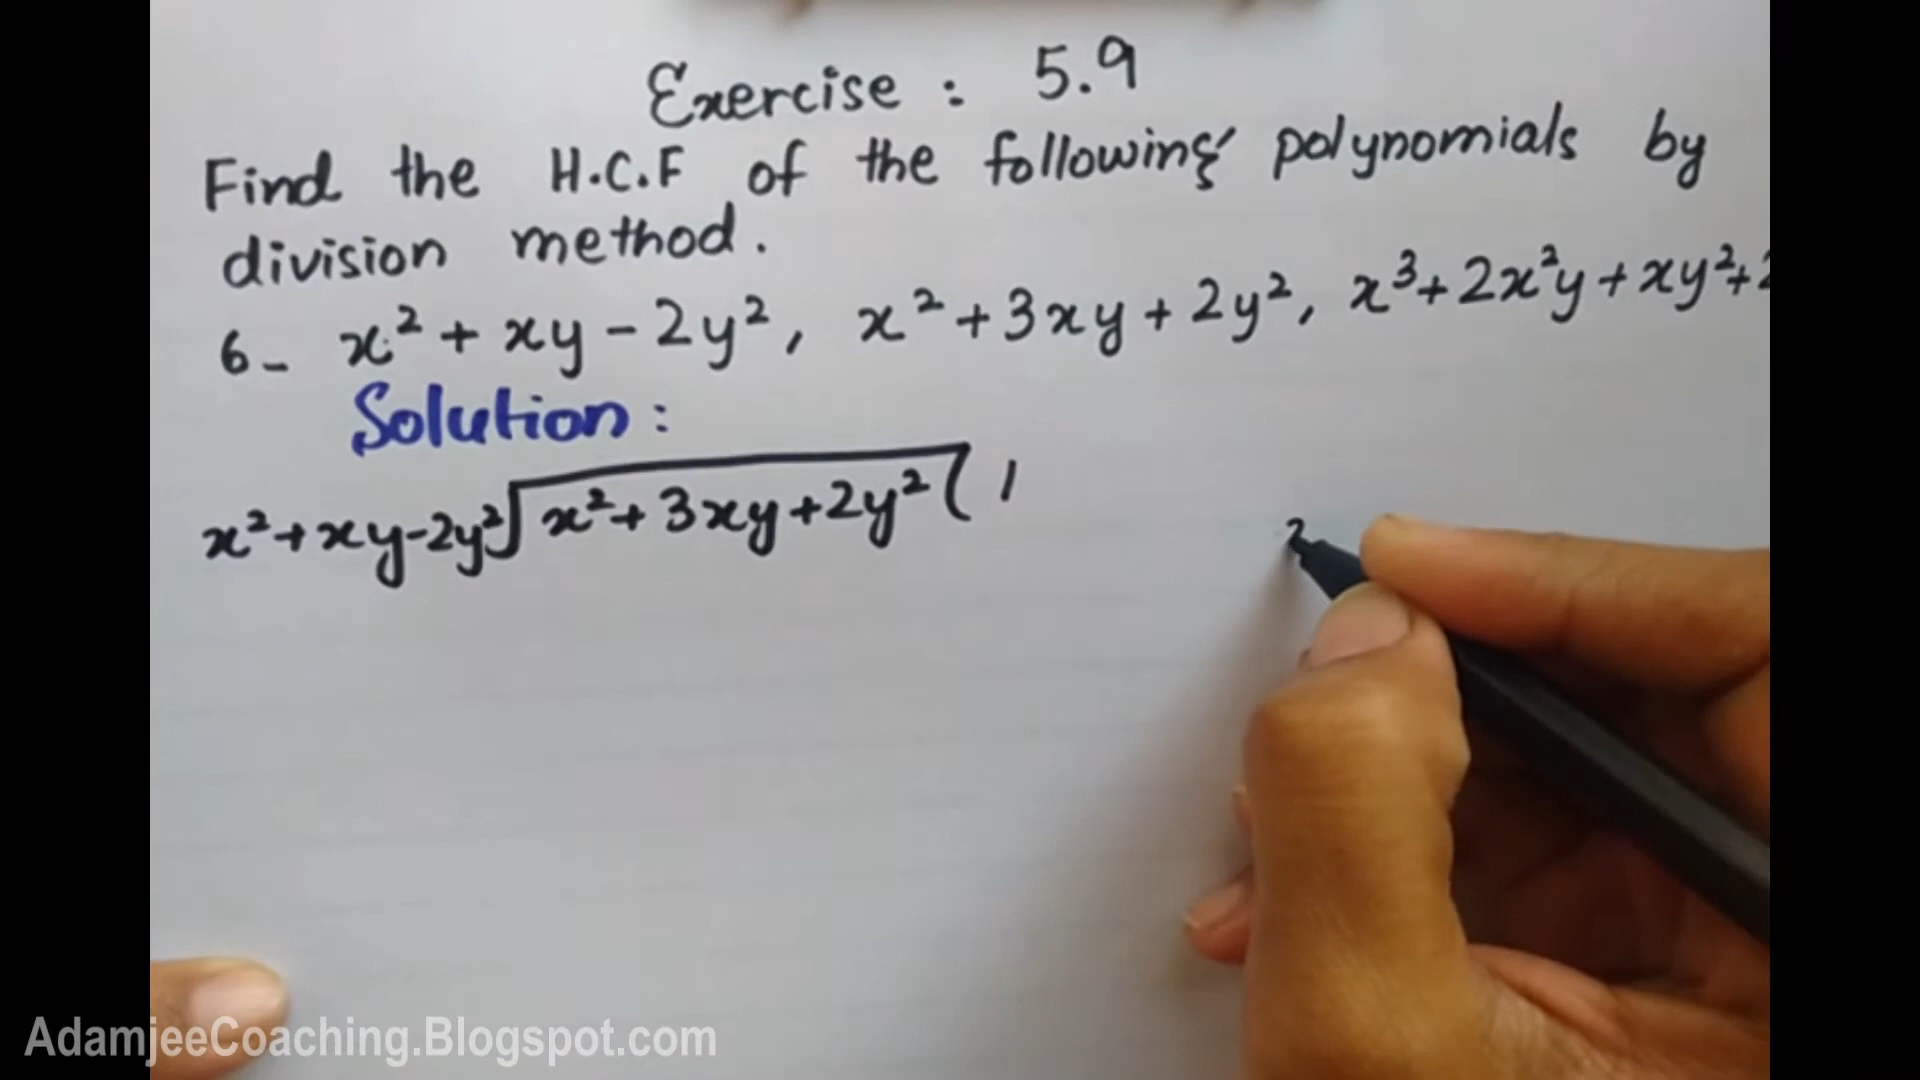 Exercise : 5.9
Find the H.C.F of the following polynomials by
division method.
6- x² + xy - 2y², x² + 3xy + 2y², x³ + 2x²y + xy² + 2
Solution :
x² + xy - 2y² √ x² + 3xy + 2y² ( 1
AdamjeeCoaching.Blogspot.com